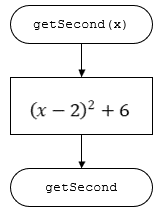 getSecond(x)
(x − 2)² + 6
getSecond